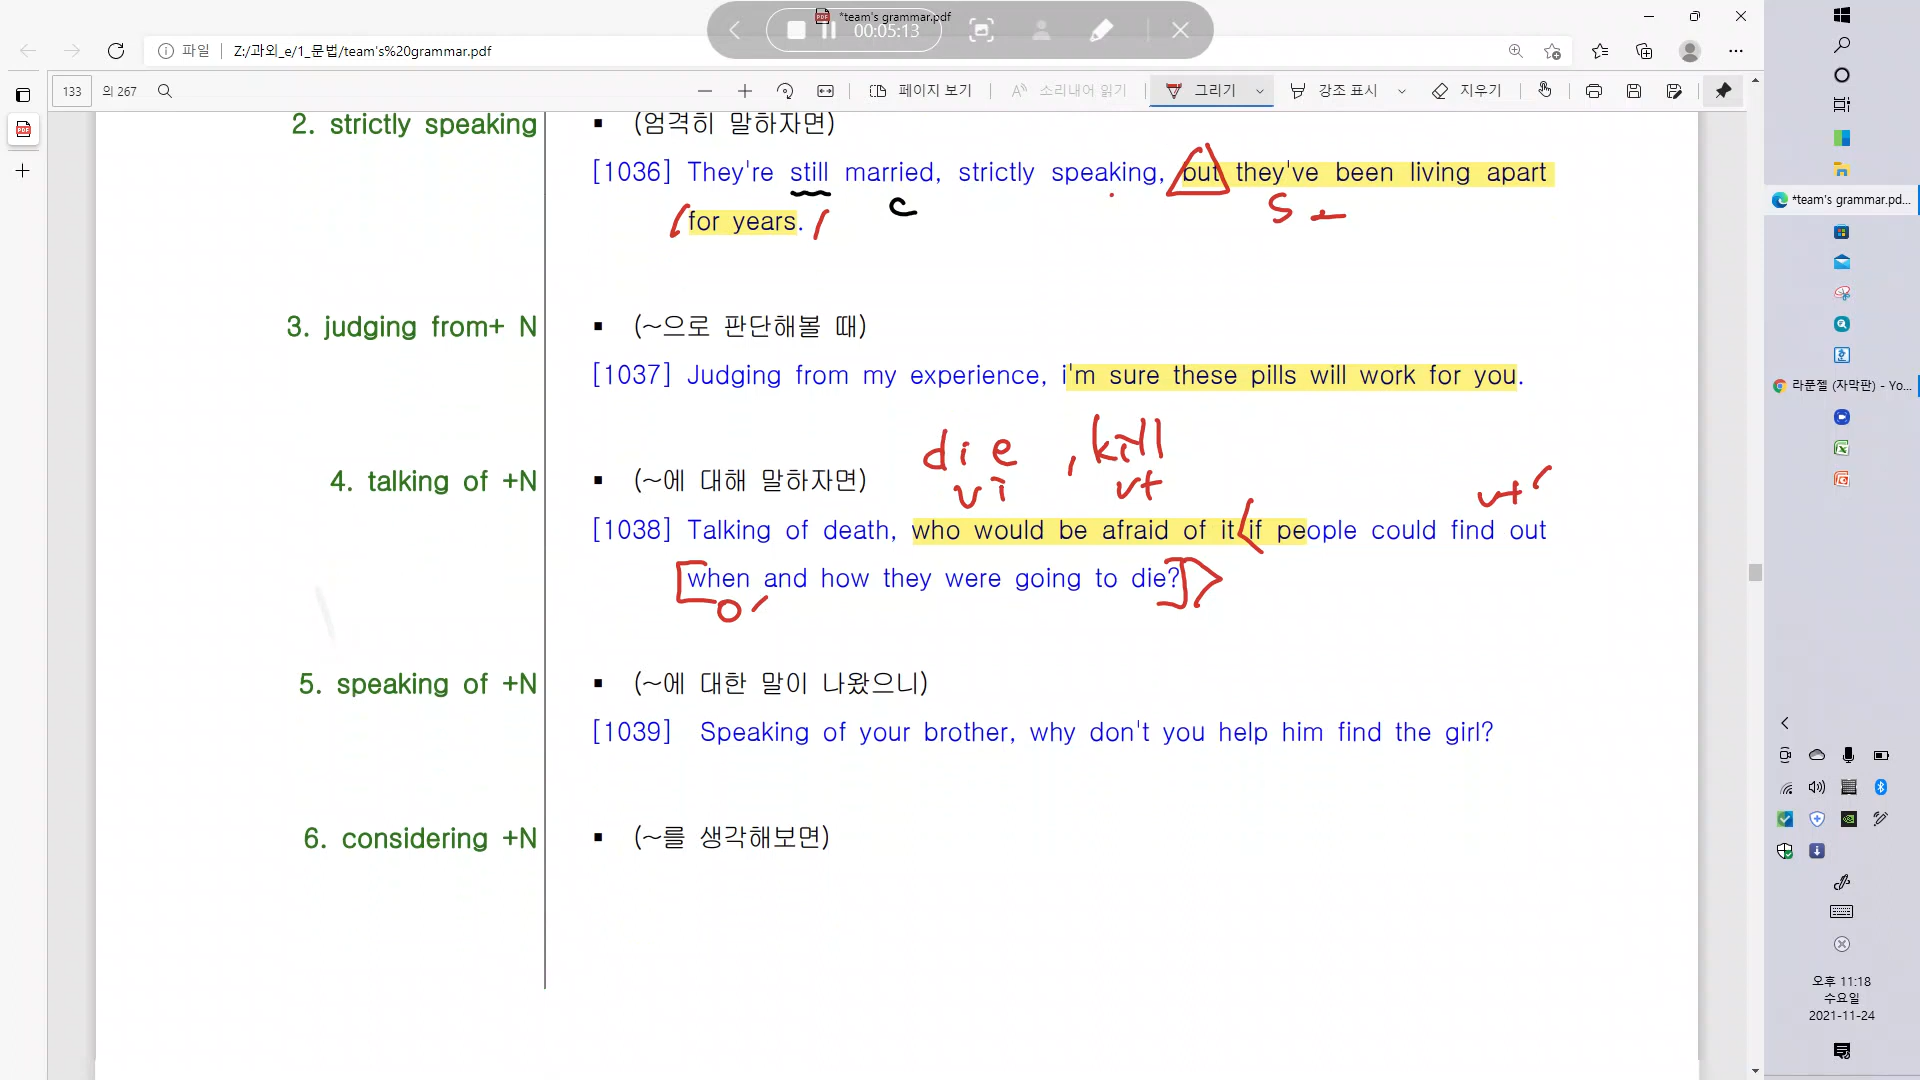 *team's grammar.pdf
00:05:13
파일
Z:/과외_e/1_문법/team's%20grammar.pdf
133
의 267
페이지 보기
소리내어 읽기
그리기
강조 표시
지우기
2. strictly speaking
▪ (엄격히 말하자면)
[1036] They're still married, strictly speaking, but they've been living apart
c
S
for years.
3. judging from+ N
▪ (~으로 판단해볼 때)
[1037] Judging from my experience, i'm sure these pills will work for you.
die , kill
vi vt
4. talking of +N
▪ (~에 대해 말하자면)
vt
[1038] Talking of death, who would be afraid of it if people could find out
when and how they were going to die?
o
5. speaking of +N
▪ (~에 대한 말이 나왔으니)
[1039] Speaking of your brother, why don't you help him find the girl?
6. considering +N
▪ (~를 생각해보면)
*team's grammar.pd...
라푼젤 (자막판) - Yo...
오후 11:18
수요일
2021-11-24